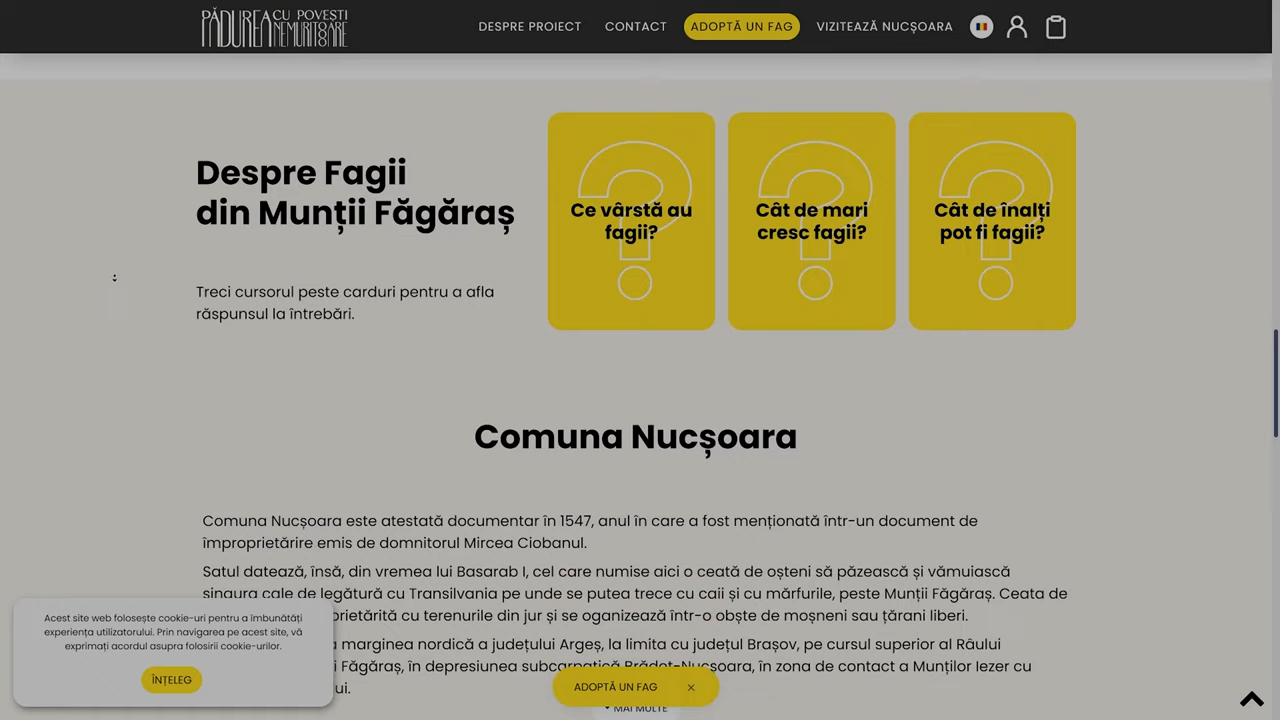 PĂDUREA CU POVEȘTI NEMURITOARE
DESPRE PROIECT
CONTACT
ADOPTĂ UN FAG
VIZITEAZĂ NUCȘOARA
Despre Fagii
din Munții Făgăraș
Treci cursorul peste carduri pentru a afla
răspunsul la întrebări.
?
Ce vârstă au
fagii?
?
Cât de mari
cresc fagii?
?
Cât de înalți
pot fi fagii?
Comuna Nucșoara
Comuna Nucșoara este atestată documentar în 1547, anul în care a fost menționată într-un document de
împroprietărire emis de domnitorul Mircea Ciobanul.
Satul datează, însă, din vremea lui Basarab I, cel care numise aici o ceată de oșteni să păzească și vămuiască
singura cale de legătură cu Transilvania pe unde se putea trece cu caii și cu mărfurile, peste Munții Făgăraș. Ceata de
prietărită cu terenurile din jur și se oganizează într-o obște de moșneni sau țărani liberi.
marginea nordică a județului Argeș, la limita cu județul Brașov, pe cursul superior al Râului
Făgăraș, în depresiunea subcarpatică Brădet-Nucșoara, în zona de contact a Munților Iezer cu
Acest site web folosește cookie-uri pentru a îmbunătăți
experiența utilizatorului. Prin navigarea pe acest site, vă
exprimați acordul asupra folosirii cookie-urilor.
ÎNȚELEG
ADOPTĂ UN FAG ×
MAI MULTE